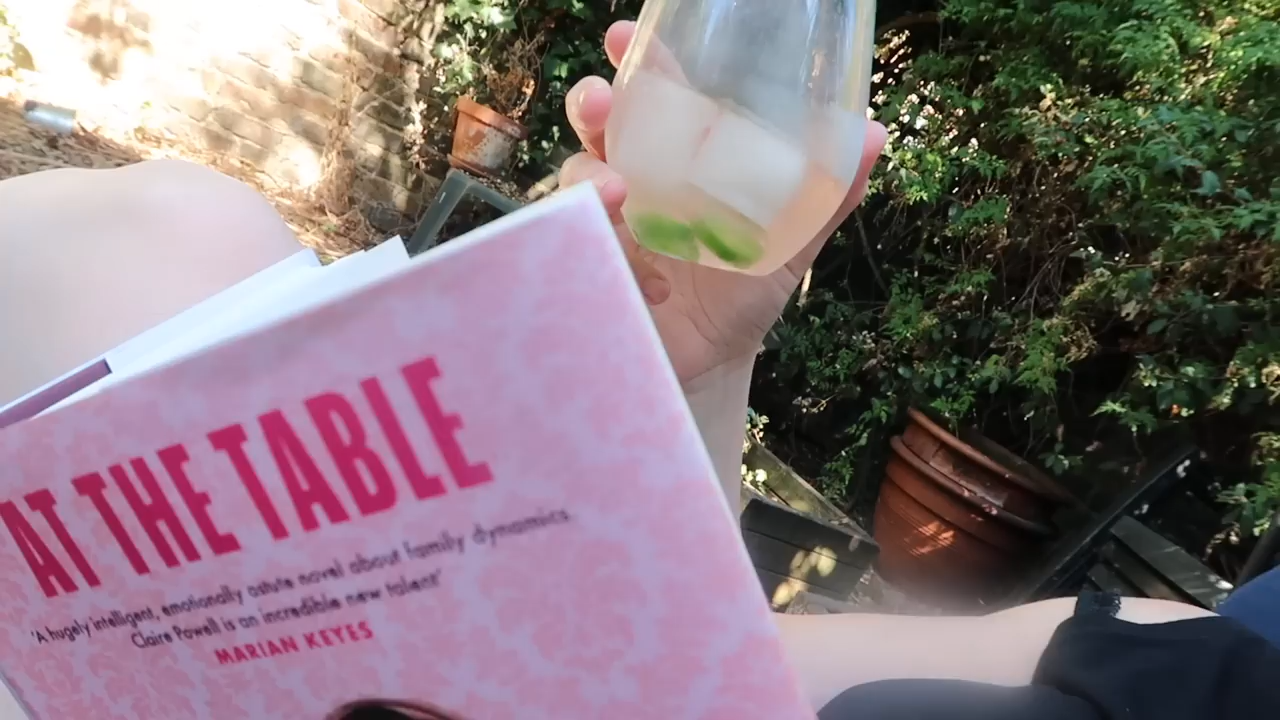 AT THE TABLE
'A hugely intelligent, emotionally astute novel about family dynamics
Claire Powell is an incredible new talent'
MARIAN KEYES